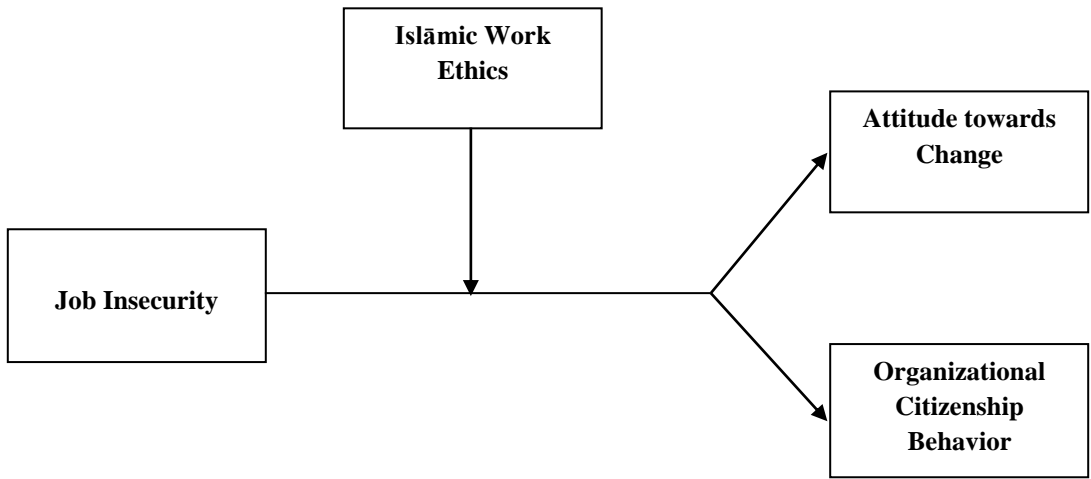 Islāmic Work
Ethics
Attitude towards
Change
Job Insecurity
Organizational
Citizenship
Behavior